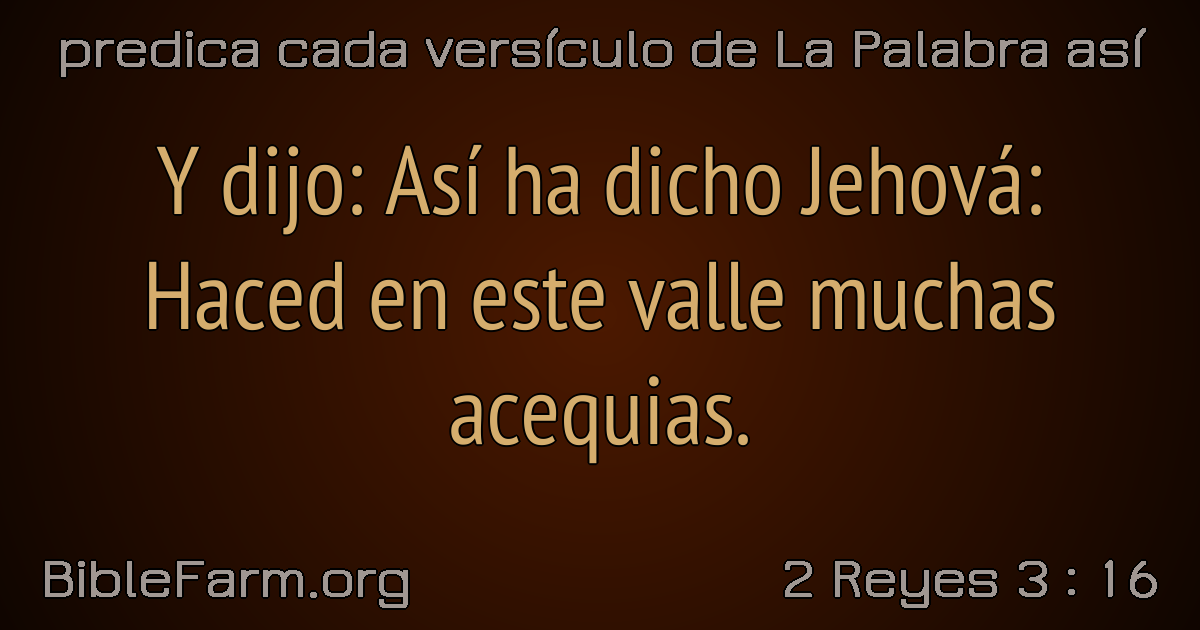 predica cada versículo de La Palabra así
Y dijo: Así ha dicho Jehová:
Haced en este valle muchas
acequias.
BibleFarm.org
2 Reyes 3 : 16